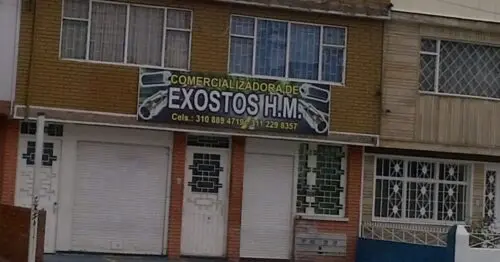 COMERCIALIZADORA DE
EXOSTOS H.M.
Cels.: 310 889 4719 - 311 229 8357